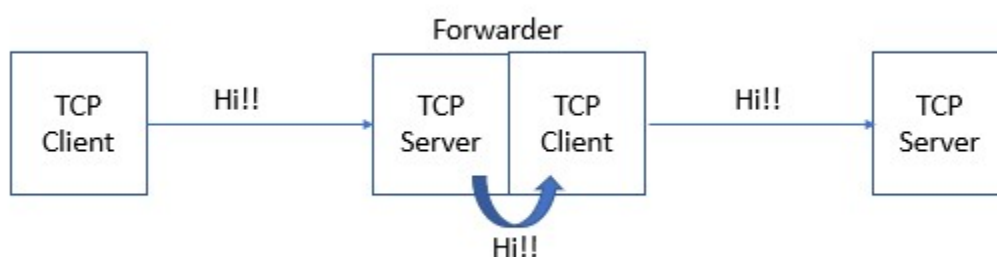 Forwarder
TCP
Client
Hi!!
TCP
Server
TCP
Client
Hi!!
TCP
Server
Hi!!